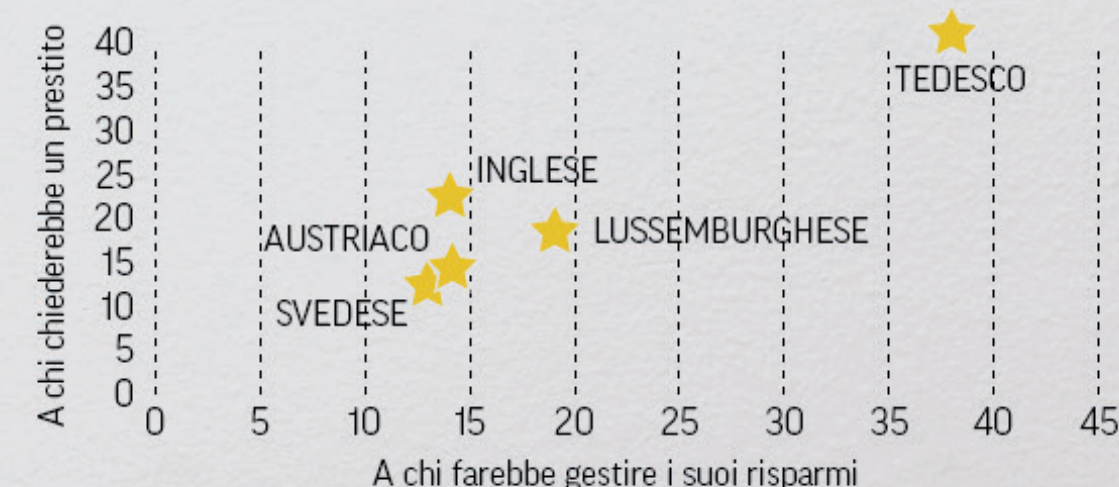 A chi chiederebbe un prestito
40
35
30
25
20
15
10
5
0
TEDESCO
INGLESE
AUSTRIACO
LUSSEMBURGHESE
SVEDESE
0 5 10 15 20 25 30 35 40 45
A chi farebbe gestire i suoi risparmi